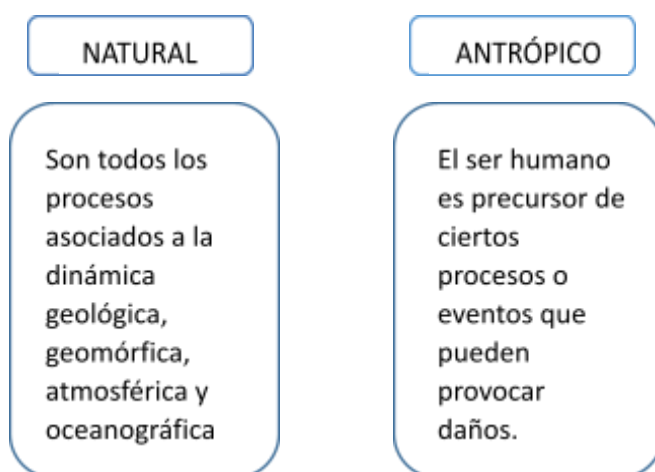 NATURAL
Son todos los
procesos
asociados a la
dinámica
geológica,
geomórfica,
atmosférica y
oceanográfica
ANTRÓPICO
El ser humano
es precursor de
ciertos
procesos o
eventos que
pueden
provocar
daños.